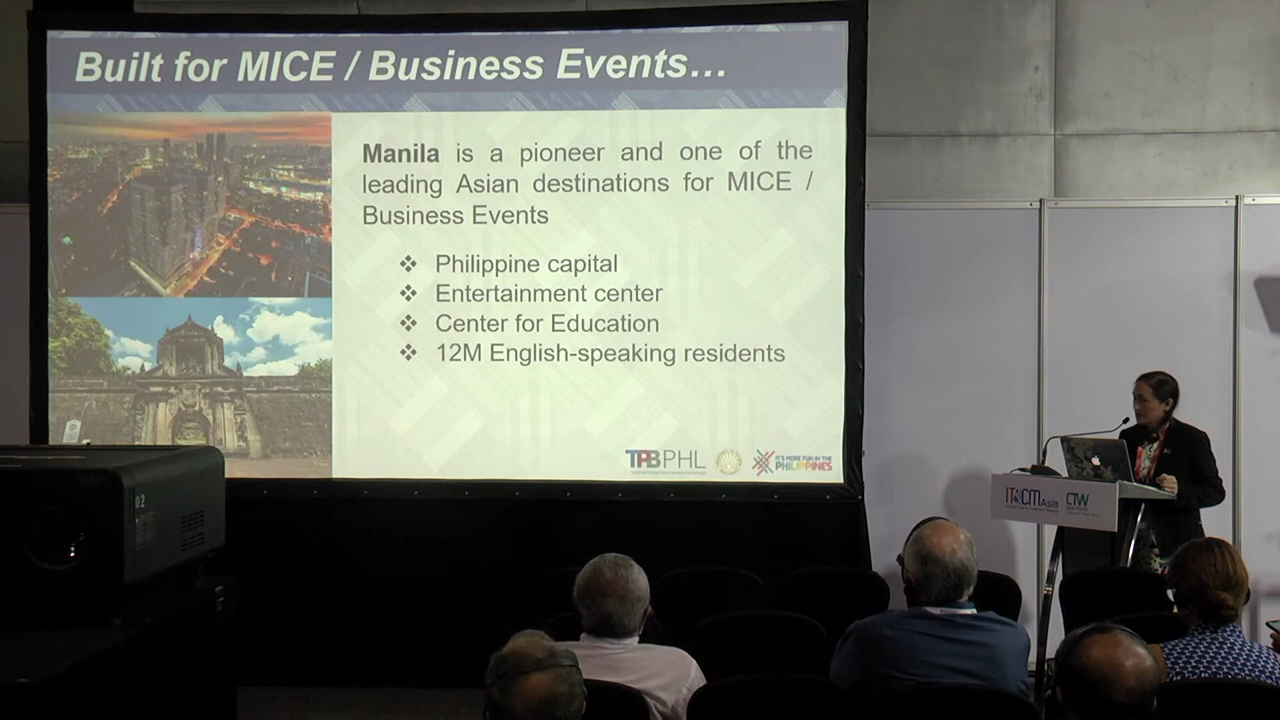 Built for MICE / Business Events…
Manila is a pioneer and one of the
leading Asian destinations for MICE /
Business Events
❖ Philippine capital
❖ Entertainment center
❖ Center for Education
❖ 12M English-speaking residents
TPBPHL
IT'S MORE FUN IN THE
PHILIPPINES
02
IT&CMAsia
CTW